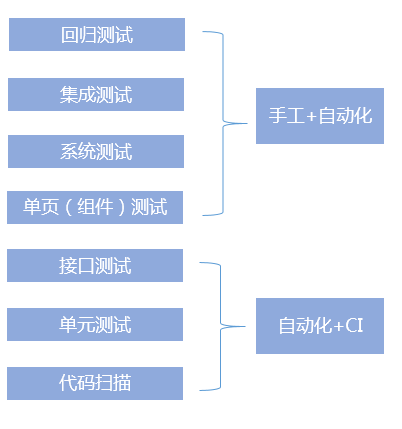 回归测试
集成测试
手工+自动化
系统测试
单页（组件）测试
接口测试
单元测试
自动化+CI
代码扫描